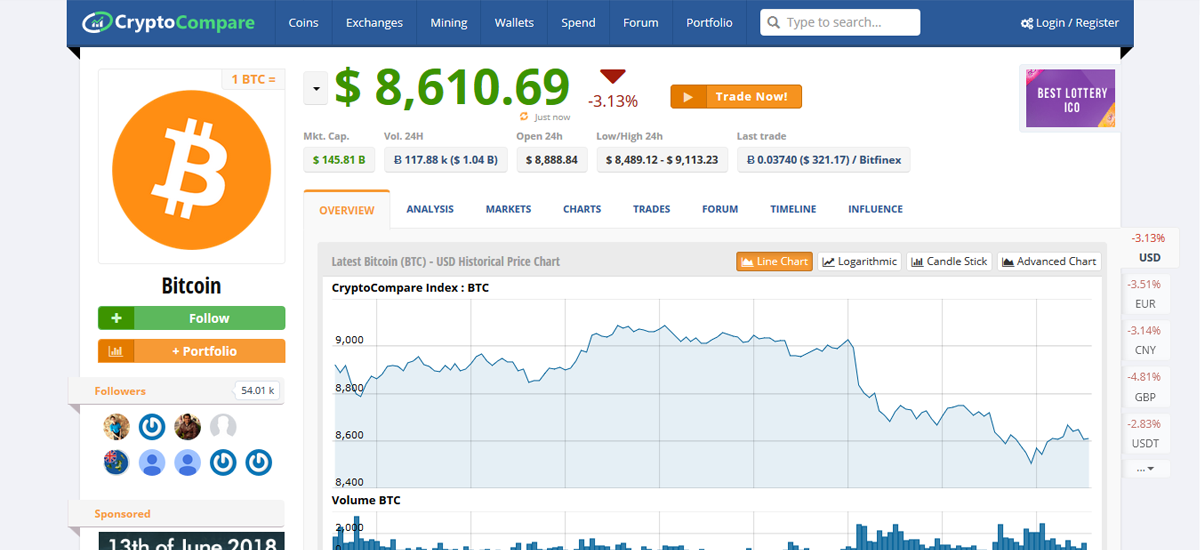 CryptoCompare
Coins Exchanges Mining Wallets Spend Forum Portfolio Type to search... Login / Register
1 BTC =
$ 8,610.69
-3.13%
Just now
Trade Now!
BEST LOTTERY
ICO
Mkt. Cap. Vol. 24H Open 24h Low/High 24h Last trade
$ 145.81 B Ƀ 117.88 k ($ 1.04 B) $ 8,888.84 $ 8,489.12 - $ 9,113.23 Ƀ 0.03740 ($ 321.17) / Bitfinex
OVERVIEW ANALYSIS MARKETS CHARTS TRADES FORUM TIMELINE INFLUENCE
Bitcoin
Follow
+ Portfolio
Followers 54.01 k
Sponsored
13th of June 2018
Latest Bitcoin (BTC) - USD Historical Price Chart Line Chart Logarithmic Candle Stick Advanced Chart
CryptoCompare Index : BTC
9,000
8,800
8,600
8,400
Volume BTC
2,000
0
-3.13%
USD
-3.51%
EUR
-3.14%
CNY
-4.81%
GBP
-2.83%
USDT
...